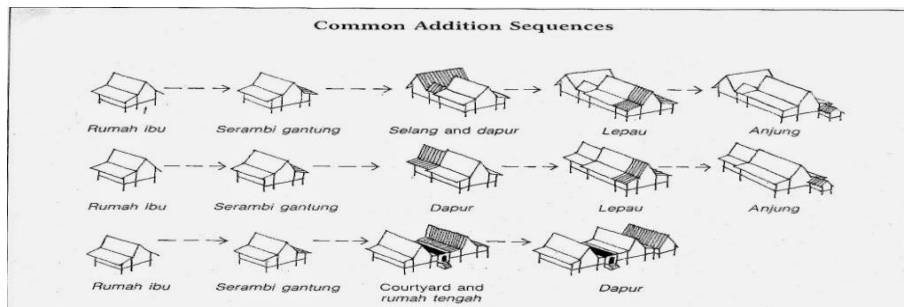 Common Addition Sequences
Rumah ibu Serambi gantung Selang and dapur Lepau Anjung
Rumah ibu Serambi gantung Dapur Lepau Anjung
Rumah ibu Serambi gantung Courtyard and Dapur
rumah tengah